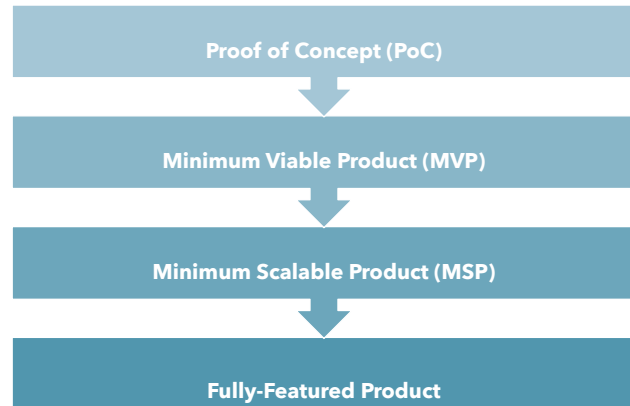 Proof of Concept (PoC)
Minimum Viable Product (MVP)
Minimum Scalable Product (MSP)
Fully-Featured Product